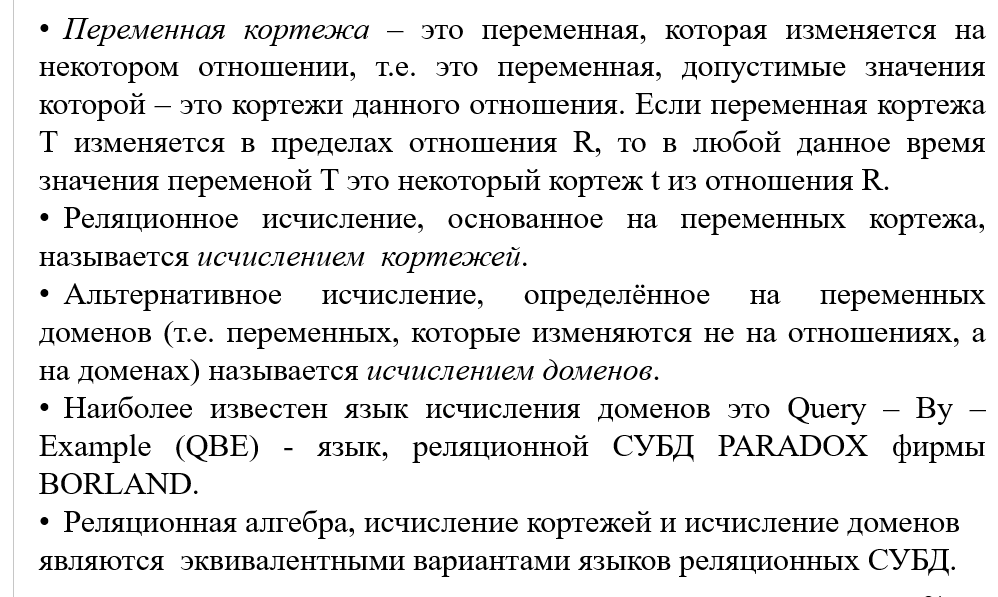 • Переменная кортежа – это переменная, которая изменяется на
некотором отношении, т.е. это переменная, допустимые значения
которой – это кортежи данного отношения. Если переменная кортежа
T изменяется в пределах отношения R, то в любой данное время
значения переменой T это некоторый кортеж t из отношения R.
• Реляционное исчисление, основанное на переменных кортежа,
называется исчислением кортежей.
• Альтернативное исчисление, определённое на переменных
доменов (т.е. переменных, которые изменяются не на отношениях, а
на доменах) называется исчислением доменов.
• Наиболее известен язык исчисления доменов это Query – By –
Example (QBE) - язык, реляционной СУБД PARADOX фирмы
BORLAND.
• Реляционная алгебра, исчисление кортежей и исчисление доменов
являются эквивалентными вариантами языков реляционных СУБД.